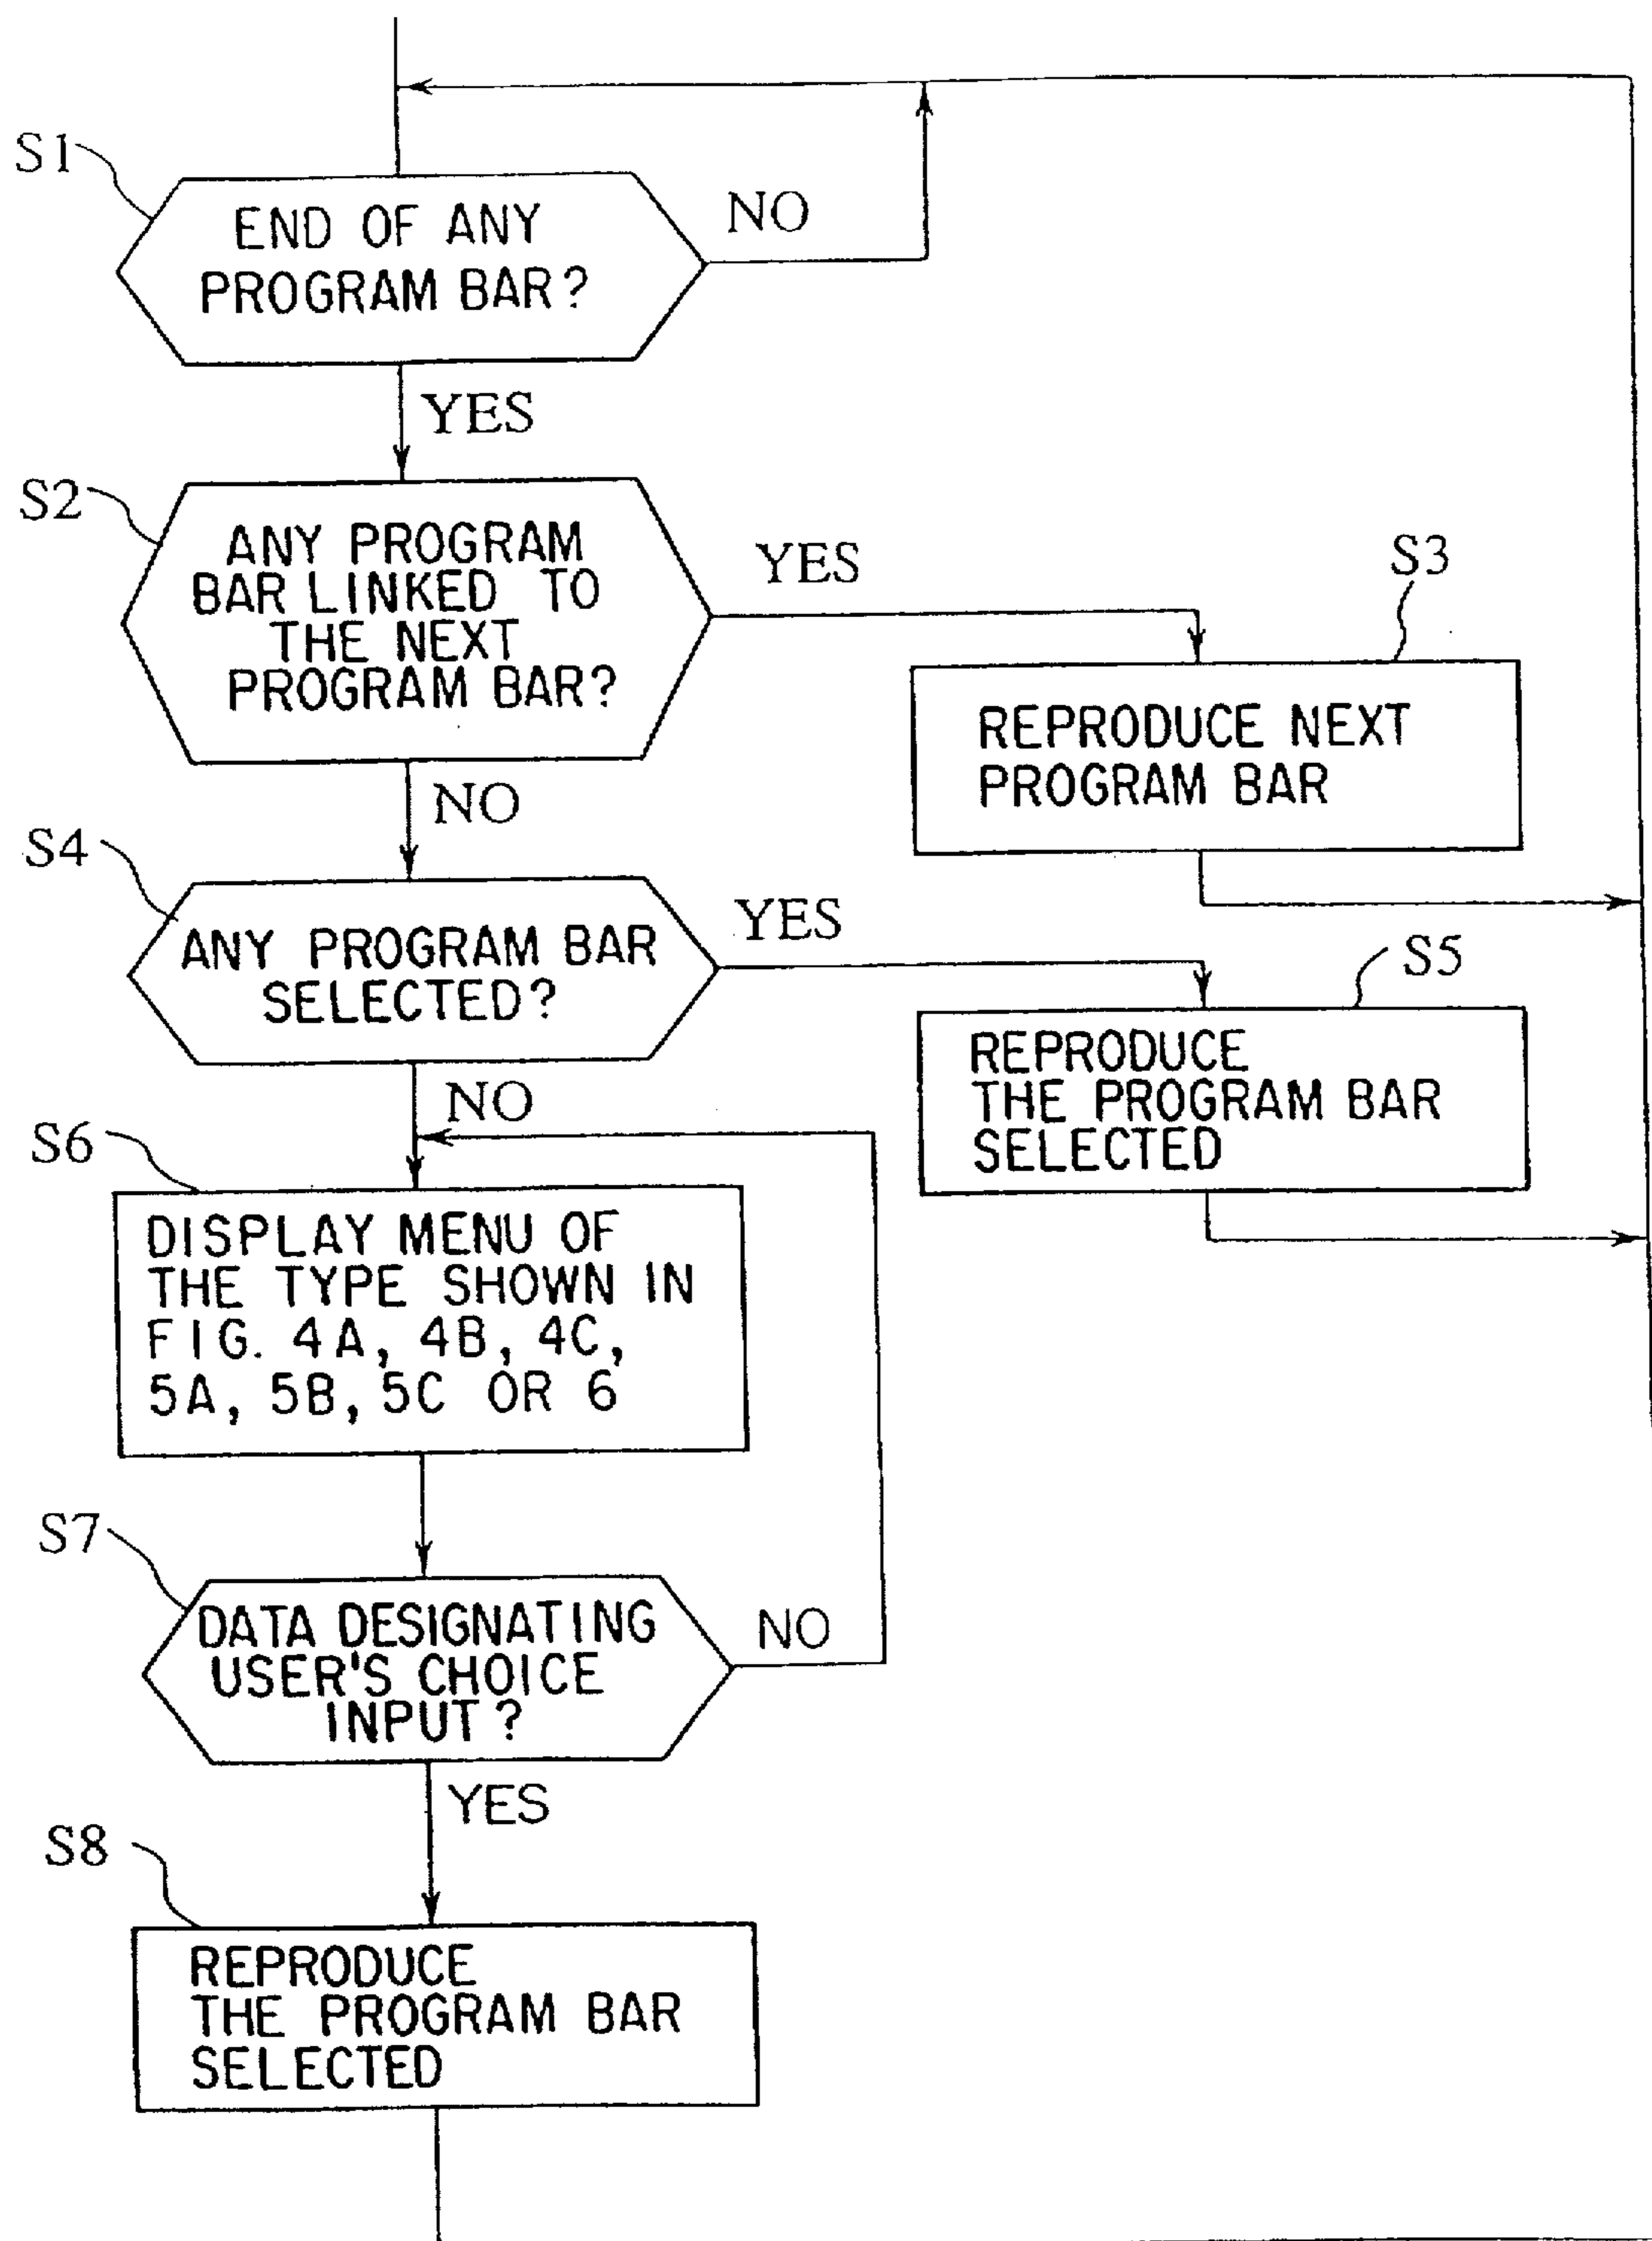 S1
END OF ANY
PROGRAM BAR?
NO
YES
S2
ANY PROGRAM
BAR LINKED TO
THE NEXT
PROGRAM BAR?
YES
S3
REPRODUCE NEXT
PROGRAM BAR
NO
S4
ANY PROGRAM BAR
SELECTED?
YES
S5
REPRODUCE
THE PROGRAM BAR
SELECTED
NO
S6
DISPLAY MENU OF
THE TYPE SHOWN IN
FIG. 4A, 4B, 4C,
5A, 5B, 5C OR 6
S7
DATA DESIGNATING
USER'S CHOICE
INPUT?
NO
YES
S8
REPRODUCE
THE PROGRAM BAR
SELECTED